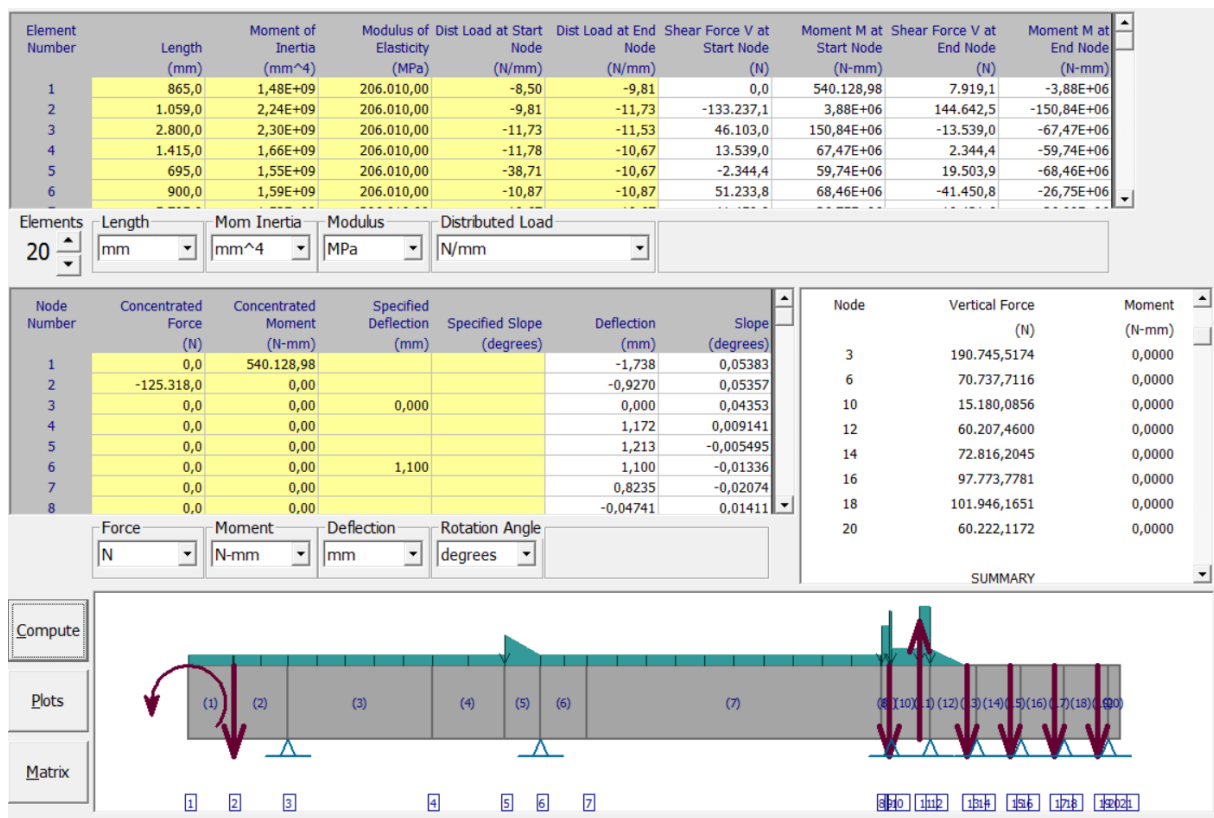 Element Moment of Modulus of Dist Load at Start Dist Load at End Shear Force V at Moment M at Shear Force V at Moment M at
Number Length Inertia Elasticity Node Node Start Node Start Node End Node End Node
(mm) (mm^4) (MPa) (N/mm) (N/mm) (N) (N-mm) (N) (N-mm)
1 865,0 1,48E+09 206.010,00 -8,50 -9,81 0,0 540.128,98 7.919,1 -3,88E+06
2 1.059,0 2,24E+09 206.010,00 -9,81 -11,73 -133.237,1 3,88E+06 144.642,5 -150,84E+06
3 2.800,0 2,30E+09 206.010,00 -11,73 -11,53 46.103,0 150,84E+06 -13.539,0 -67,47E+06
4 1.415,0 1,66E+09 206.010,00 -11,78 -10,67 13.539,0 67,47E+06 2.344,4 -59,74E+06
5 695,0 1,55E+09 206.010,00 -38,71 -10,67 -2.344,4 59,74E+06 19.503,9 -68,46E+06
6 900,0 1,59E+09 206.010,00 -10,87 -10,87 51.233,8 68,46E+06 -41.450,8 -26,75E+06
Elements Length Mom Inertia Modulus Distributed Load
20 mm mm^4 MPa N/mm
Node Concentrated Concentrated Specified
Number Force Moment Deflection Specified Slope Deflection Slope
(N) (N-mm) (mm) (degrees) (mm) (degrees)
1 0,0 540.128,98 -1,738 0,05383
2 -125.318,0 0,00 -0,9270 0,05357
3 0,0 0,00 0,000 0,000 0,04353
4 0,0 0,00 1,172 0,009141
5 0,0 0,00 1,213 -0,005495
6 0,0 0,00 1,100 1,100 -0,01336
7 0,0 0,00 0,8235 -0,02074
8 0,0 0,00 -0,04741 0,01411
Force Moment Deflection Rotation Angle
N N-mm mm degrees
Node Vertical Force Moment
(N) (N-mm)
3 190.745,5174 0,0000
6 70.737,7116 0,0000
10 15.180,0856 0,0000
12 60.207,4600 0,0000
14 72.816,2045 0,0000
16 97.773,7781 0,0000
18 101.946,1651 0,0000
20 60.222,1172 0,0000
SUMMARY
Compute
Plots
Matrix
(1) (2) (3) (4) (5) (6) (7) (10) (12) (14) (16) (18)
1 2 3 4 5 6 7 8 10 11 12 13 14 15 16 17 18 19 20 21